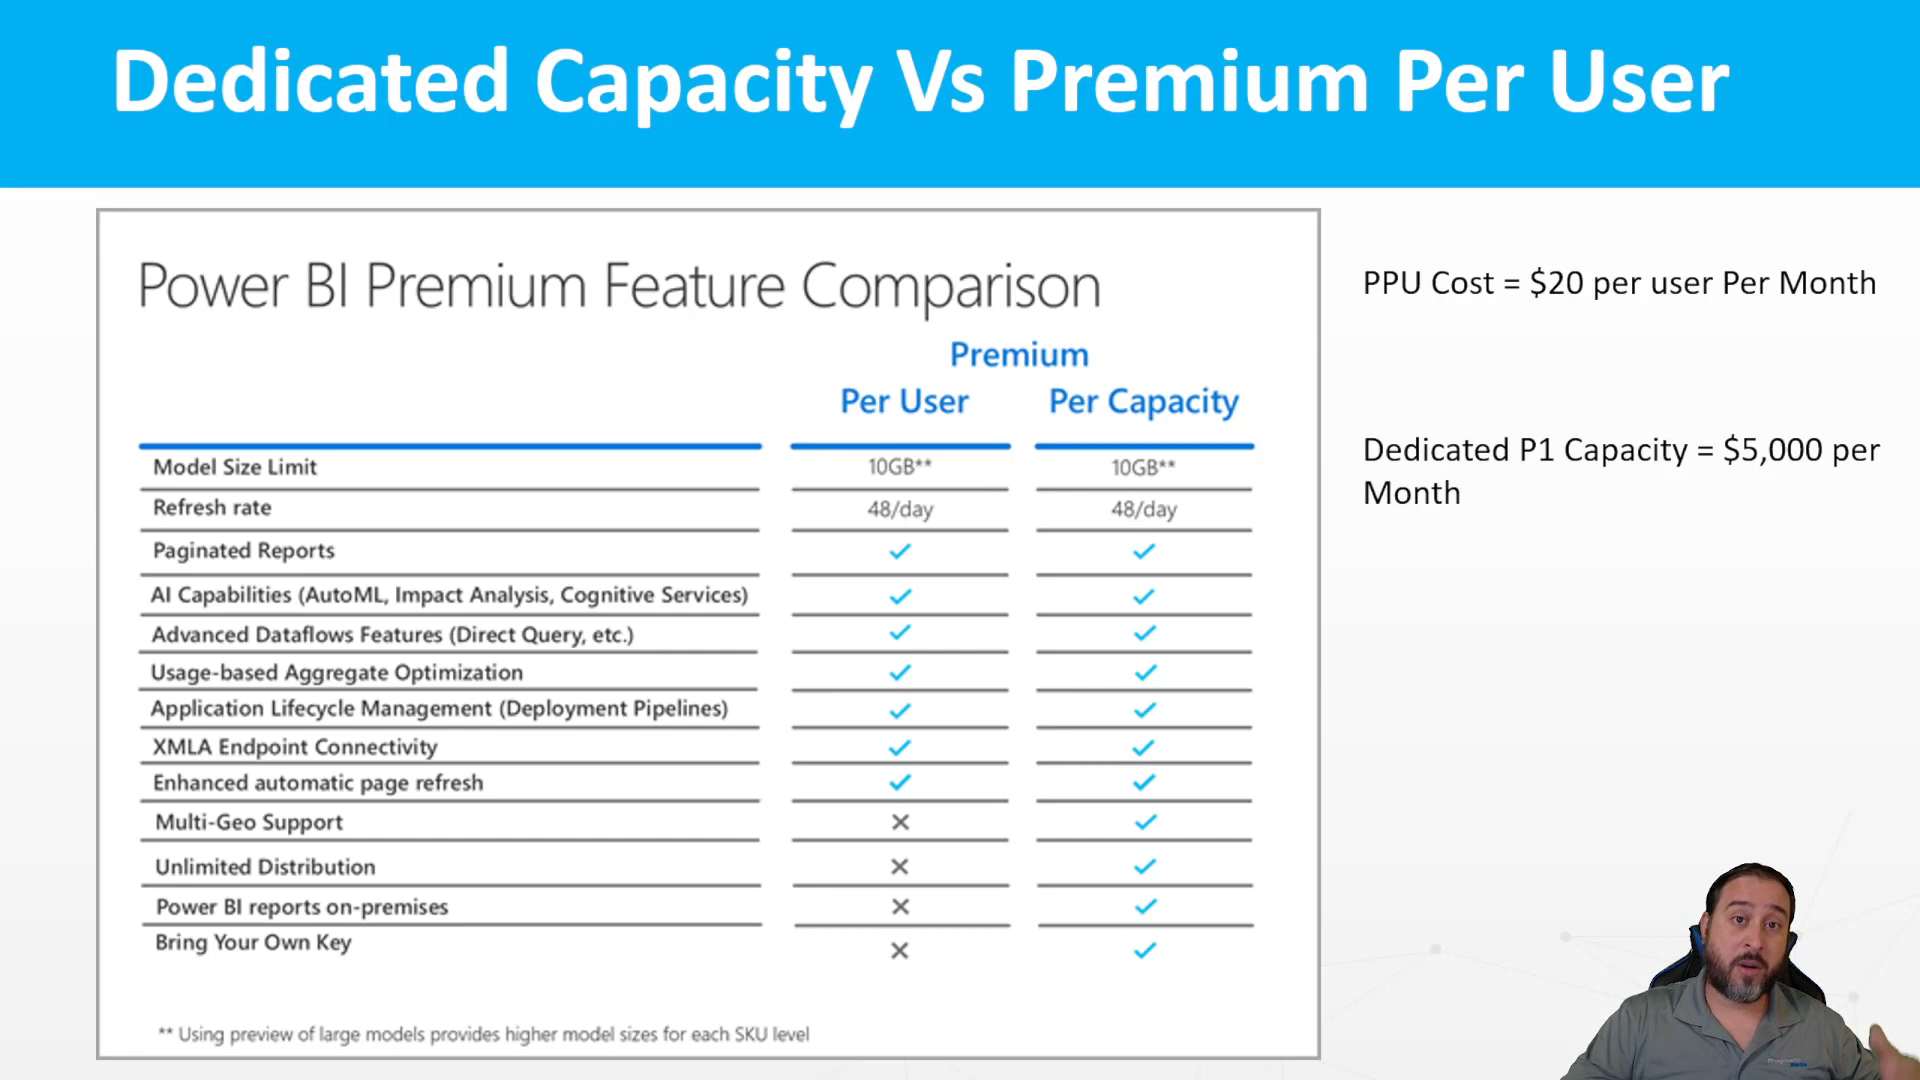 Dedicated Capacity Vs Premium Per User
Power BI Premium Feature Comparison
Premium
Per User Per Capacity
Model Size Limit 10GB** 10GB**
Refresh rate 48/day 48/day
Paginated Reports ✓ ✓
AI Capabilities (AutoML, Impact Analysis, Cognitive Services) ✓ ✓
Advanced Dataflows Features (Direct Query, etc.) ✓ ✓
Usage-based Aggregate Optimization ✓ ✓
Application Lifecycle Management (Deployment Pipelines) ✓ ✓
XMLA Endpoint Connectivity ✓ ✓
Enhanced automatic page refresh ✓ ✓
Multi-Geo Support ✕ ✓
Unlimited Distribution ✕ ✓
Power BI reports on-premises ✕ ✓
Bring Your Own Key ✕ ✓
** Using preview of large models provides higher model sizes for each SKU level
PPU Cost = $20 per user Per Month
Dedicated P1 Capacity = $5,000 per
Month